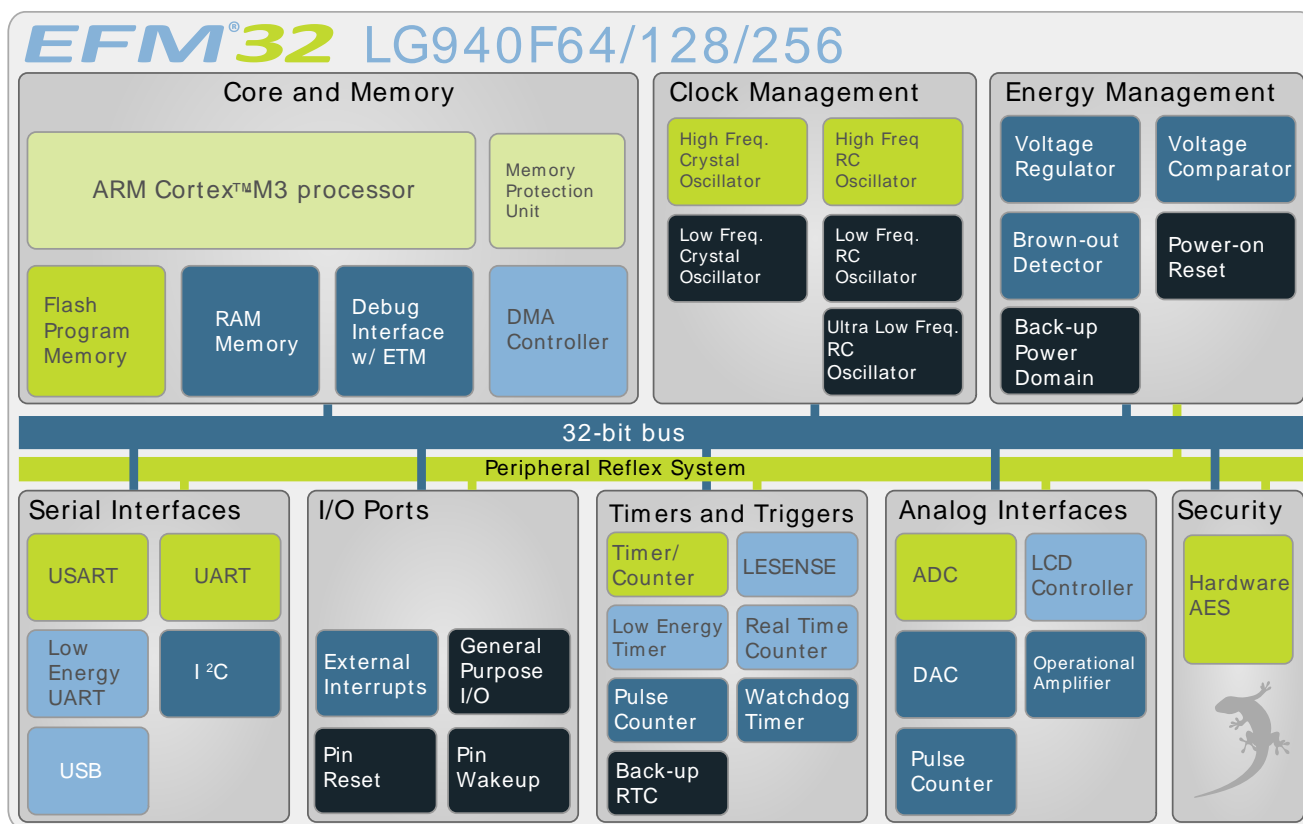 EFM®32 LG940F64/128/256
Core and Memory
ARM Cortex™M3 processor
Memory
Protection
Unit
Flash
Program
Memory
RAM
Memory
Debug
Interface
w/ ETM
DMA
Controller
Clock Management
High Freq.
Crystal
Oscillator
High Freq
RC
Oscillator
Low Freq.
Crystal
Oscillator
Low Freq.
RC
Oscillator
Ultra Low Freq.
RC
Oscillator
Energy Management
Voltage
Regulator
Voltage
Comparator
Brown-out
Detector
Power-on
Reset
Back-up
Power
Domain
32-bit bus
Peripheral Reflex System
Serial Interfaces
USART
UART
Low
Energy
UART
I²C
USB
I/O Ports
External
Interrupts
General
Purpose
I/O
Pin
Reset
Pin
Wakeup
Timers and Triggers
Timer/
Counter
LESENSE
Low Energy
Timer
Real Time
Counter
Pulse
Counter
Watchdog
Timer
Back-up
RTC
Analog Interfaces
ADC
LCD
Controller
DAC
Operational
Amplifier
Pulse
Counter
Security
Hardware
AES